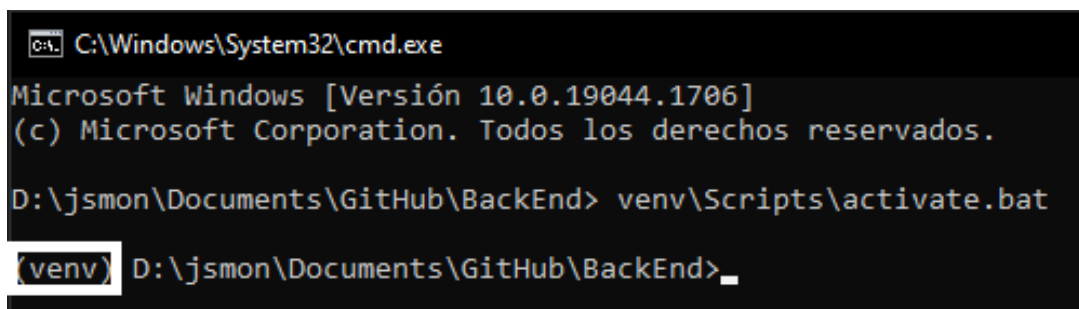 C:\Windows\System32\cmd.exe
Microsoft Windows [Versión 10.0.19044.1706]
(c) Microsoft Corporation. Todos los derechos reservados.
D:\jsmon\Documents\GitHub\BackEnd> venv\Scripts\activate.bat
(venv) D:\jsmon\Documents\GitHub\BackEnd>